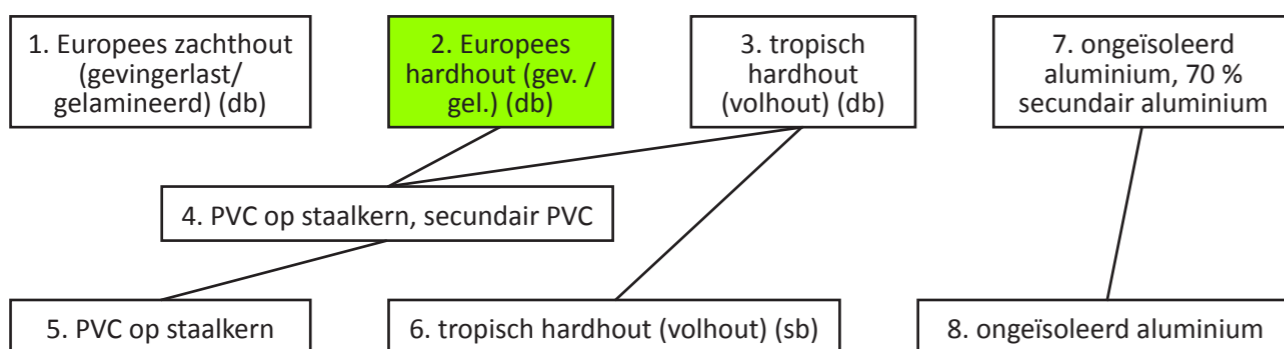 1. Europees zachthout
(gevingerlast/
gelamineerd) (db)
2. Europees
hardhout (gev. /
gel.) (db)
3. tropisch
hardhout
(volhout) (db)
7. ongeïsoleerd
aluminium, 70 %
secundair aluminium
4. PVC op staalkern, secundair PVC
5. PVC op staalkern
6. tropisch hardhout (volhout) (sb)
8. ongeïsoleerd aluminium